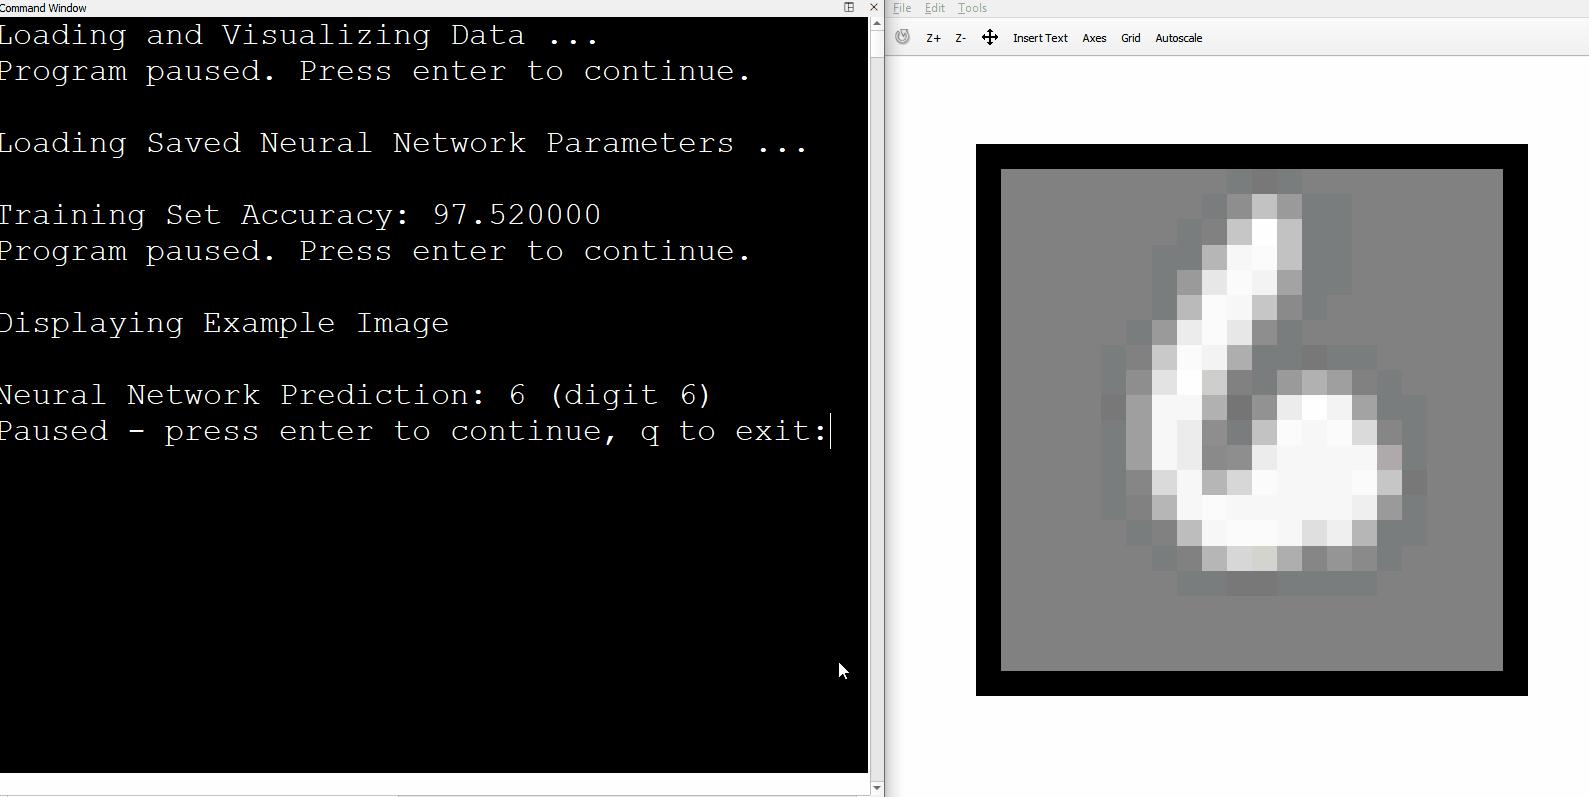 Command Window
Loading and Visualizing Data ...
Program paused. Press enter to continue.
Loading Saved Neural Network Parameters ...
Training Set Accuracy: 97.520000
Program paused. Press enter to continue.
Displaying Example Image
Neural Network Prediction: 6 (digit 6)
Paused - press enter to continue, q to exit:
File Edit Tools
Z+ Z- Insert Text Axes Grid Autoscale
6